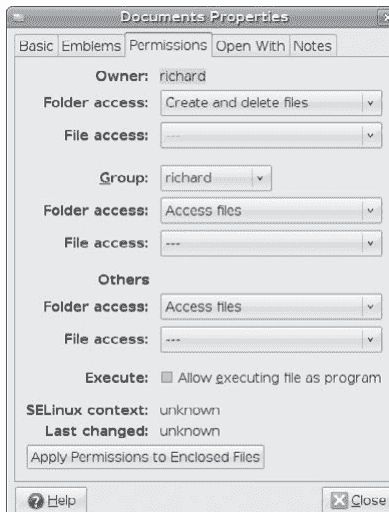 Documents Properties
Basic Emblems Permissions Open With Notes
Owner: richard
Folder access: Create and delete files
File access: ---
Group: richard
Folder access: Access files
File access: ---
Others
Folder access: Access files
File access: ---
Execute: Allow executing file as program
SELinux context: unknown
Last changed: unknown
Apply Permissions to Enclosed Files
Help Close